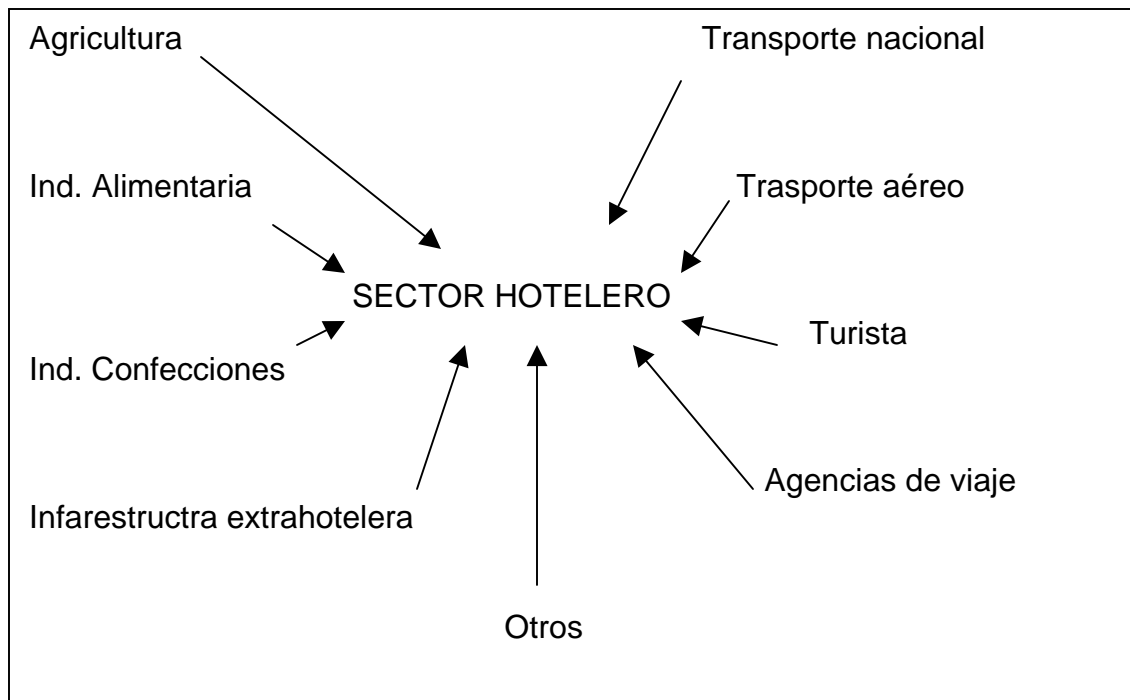 Agricultura
Transporte nacional
Ind. Alimentaria
Trasporte aéreo
SECTOR HOTELERO
Turista
Ind. Confecciones
Agencias de viaje
Infarestructra extrahotelera
Otros